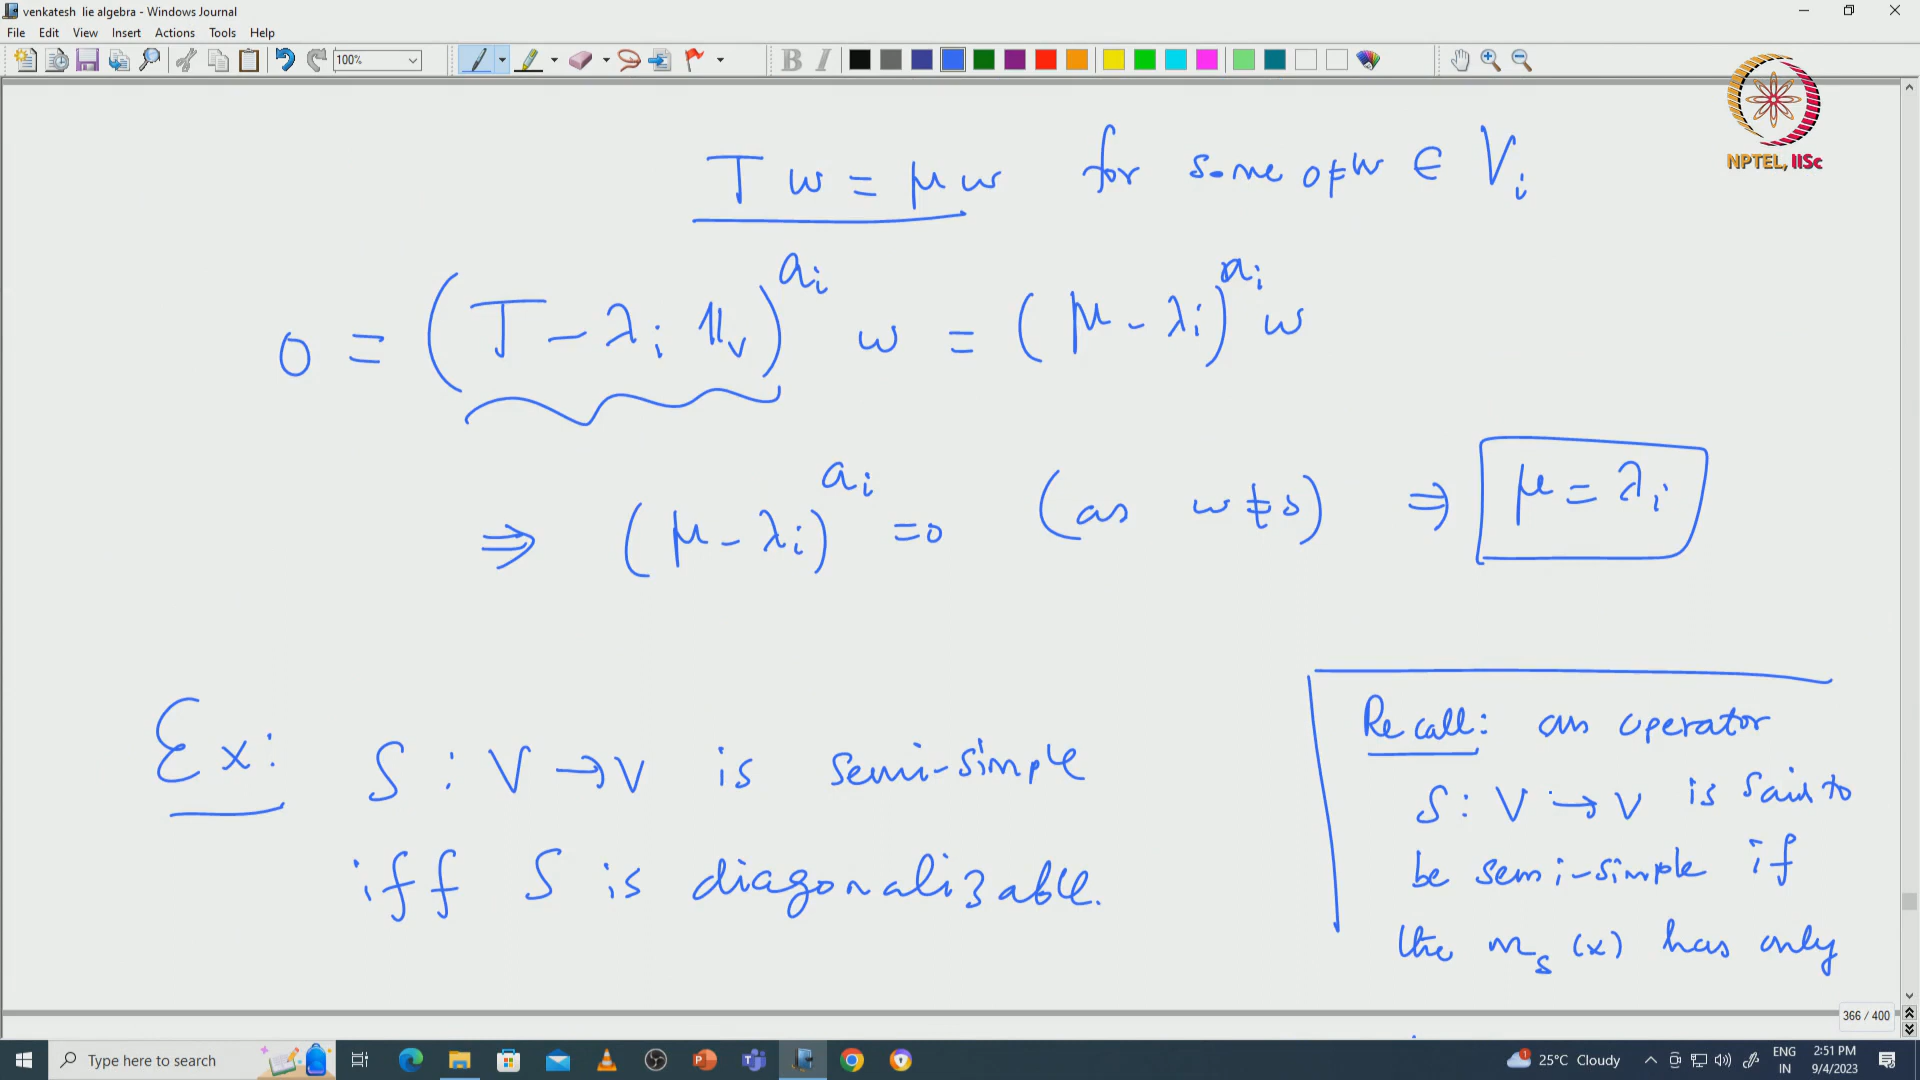 venkatesh lie algebra - Windows Journal
File Edit View Insert Actions Tools Help
100%
B I
NPTEL, IISc
T w = μ w for some 0 ≠ w ∈ V_i
0 = (T - λ_i 𝟙_V)^{a_i} w = (μ - λ_i)^{a_i} w
⇒ (μ - λ_i)^{a_i} = 0 (as w ≠ 0) ⇒ μ = λ_i
Ex: S : V → V is semi-simple
iff S is diagonalizable.
Recall: an operator
S : V → V is said to
be semi-simple if
the m_S (x) has only
366 / 400
Type here to search
25°C Cloudy
ENG
IN
2:51 PM
9/4/2023